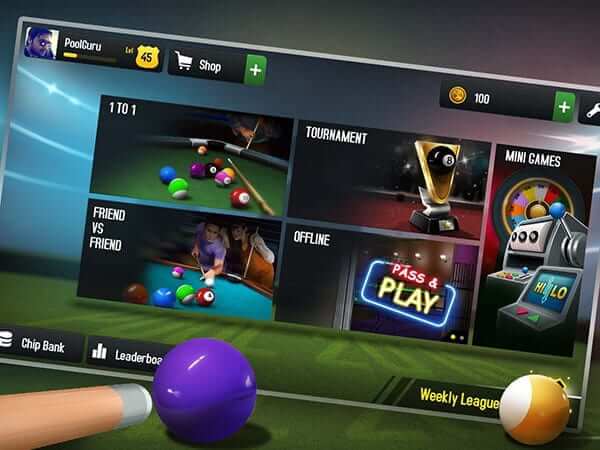 PoolGuru
Lvl
45
Shop
100
1 TO 1
TOURNAMENT
MINI GAMES
FRIEND
VS
FRIEND
OFFLINE
PASS &
PLAY
HI LO
Chip Bank
Weekly League
8